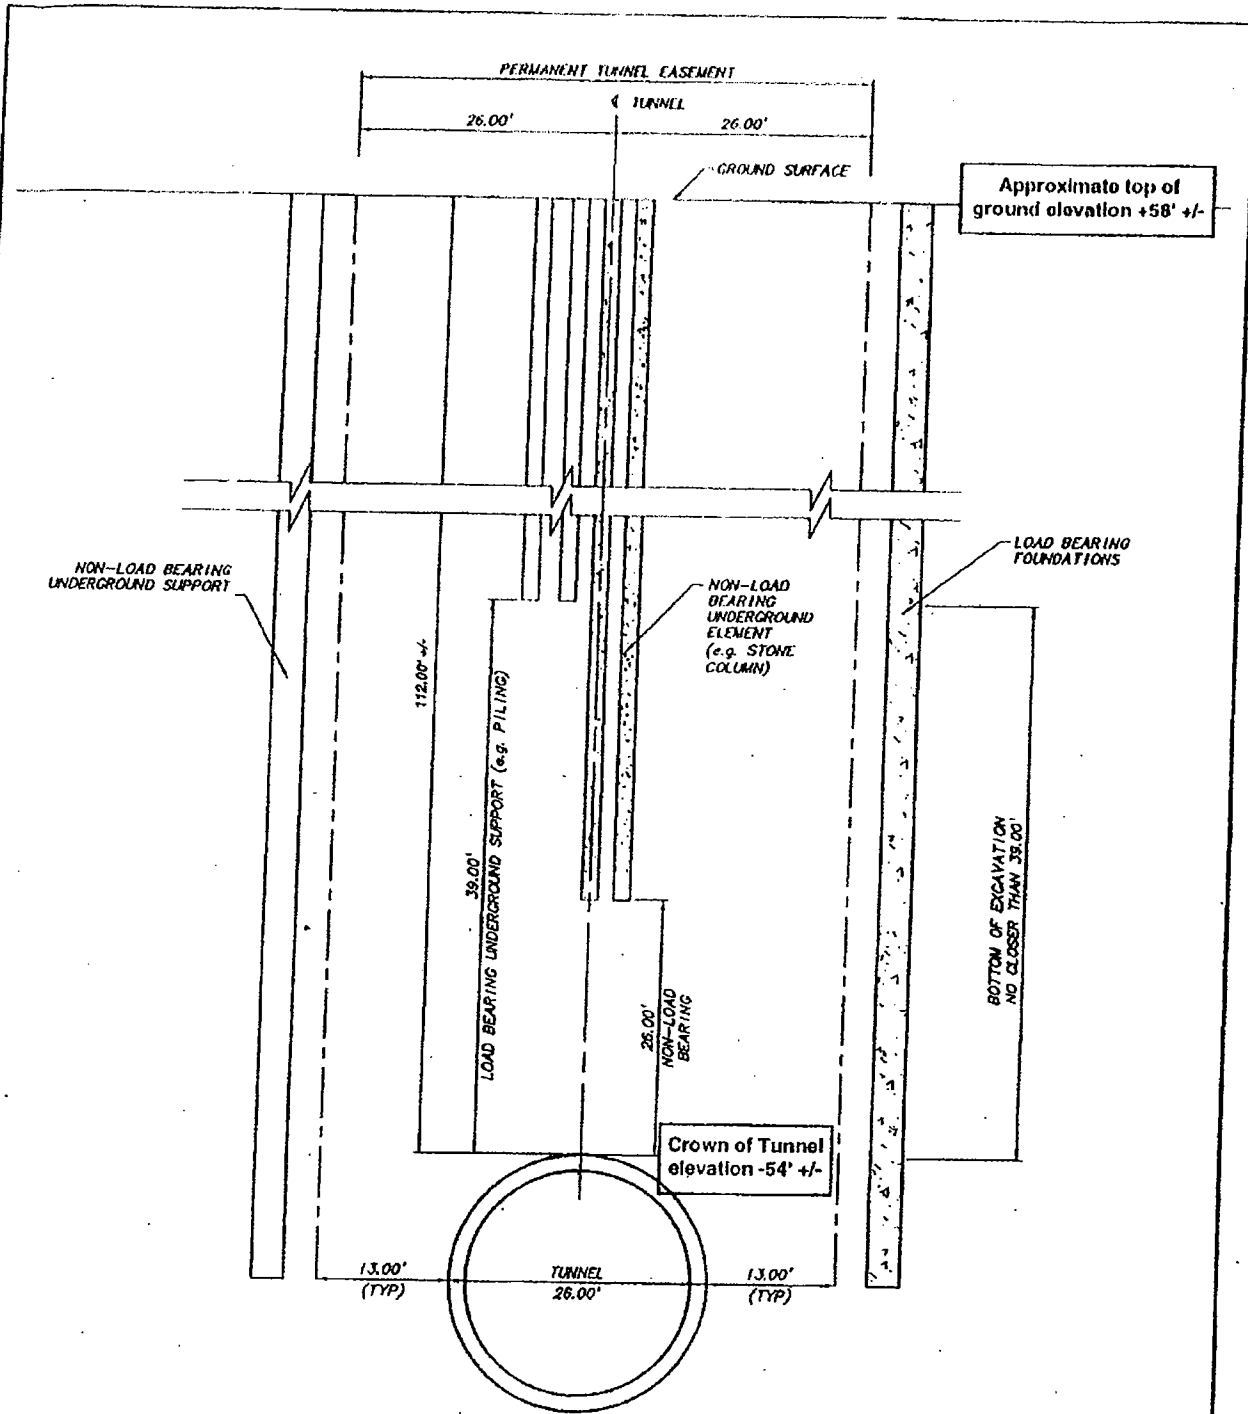 PERMANENT TUNNEL EASEMENT
℄ TUNNEL
26.00'
26.00'
GROUND SURFACE
Approximate top of
ground elevation +58' +/-
NON-LOAD BEARING
UNDERGROUND SUPPORT
LOAD BEARING
FOUNDATIONS
NON-LOAD
BEARING
UNDERGROUND
ELEMENT
(e.g. STONE
COLUMN)
112.00' +/-
39.00'
LOAD BEARING UNDERGROUND SUPPORT (e.g. PILING)
26.00'
NON-LOAD
BEARING
BOTTOM OF EXCAVATION
NO CLOSER THAN 39.00'
Crown of Tunnel
elevation -54' +/-
13.00'
(TYP)
TUNNEL
26.00'
13.00'
(TYP)